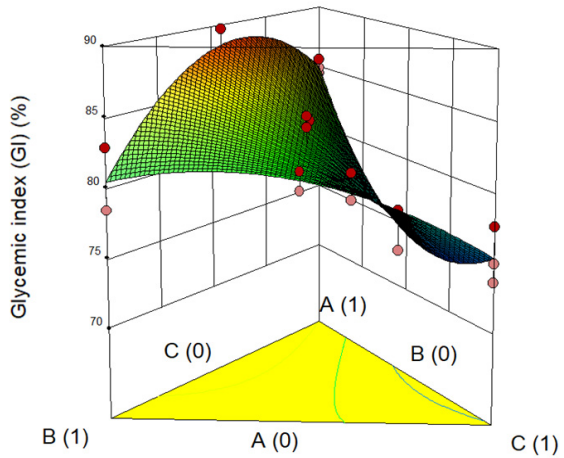 Glycemic index (GI) (%)
90
85
80
75
70
A (1)
C (0)
B (0)
B (1)
A (0)
C (1)